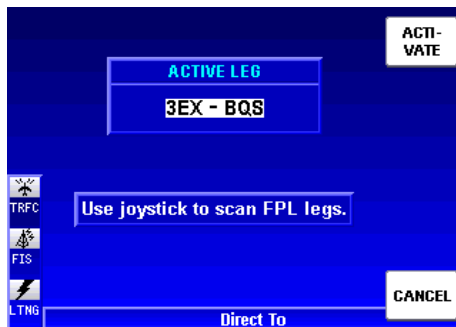 ACTI-
VATE
ACTIVE LEG
3EX - BQS
TRFC
Use joystick to scan FPL legs.
FIS
LTNG
CANCEL
Direct To